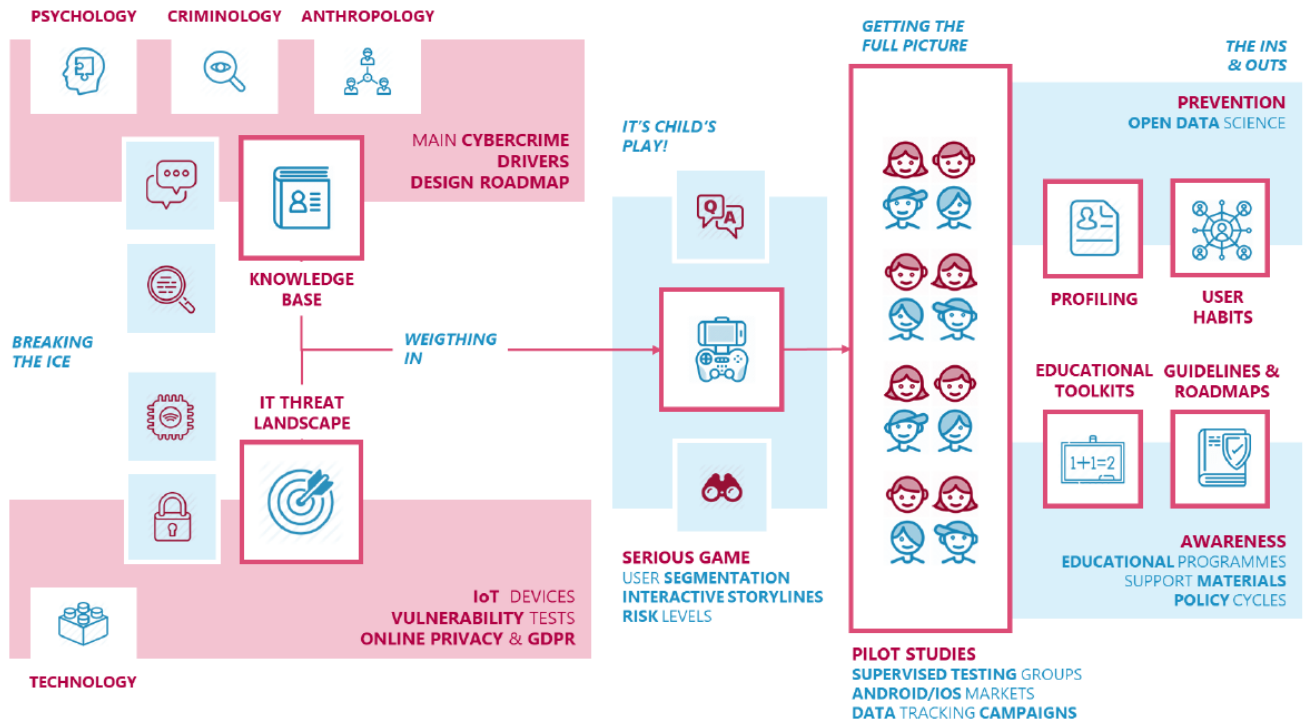 PSYCHOLOGY
CRIMINOLOGY
ANTHROPOLOGY
MAIN CYBERCRIME
DRIVERS
DESIGN ROADMAP
KNOWLEDGE
BASE
BREAKING
THE ICE
WEIGTHING
IN
IT THREAT
LANDSCAPE
IoT DEVICES
VULNERABILITY TESTS
ONLINE PRIVACY & GDPR
TECHNOLOGY
IT'S CHILD'S
PLAY!
Q
A
SERIOUS GAME
USER SEGMENTATION
INTERACTIVE STORYLINES
RISK LEVELS
GETTING THE
FULL PICTURE
PILOT STUDIES
SUPERVISED TESTING GROUPS
ANDROID/IOS MARKETS
DATA TRACKING CAMPAIGNS
THE INS
& OUTS
PREVENTION
OPEN DATA SCIENCE
PROFILING
USER
HABITS
EDUCATIONAL
TOOLKITS
GUIDELINES &
ROADMAPS
1+1=2
AWARENESS
EDUCATIONAL PROGRAMMES
SUPPORT MATERIALS
POLICY CYCLES